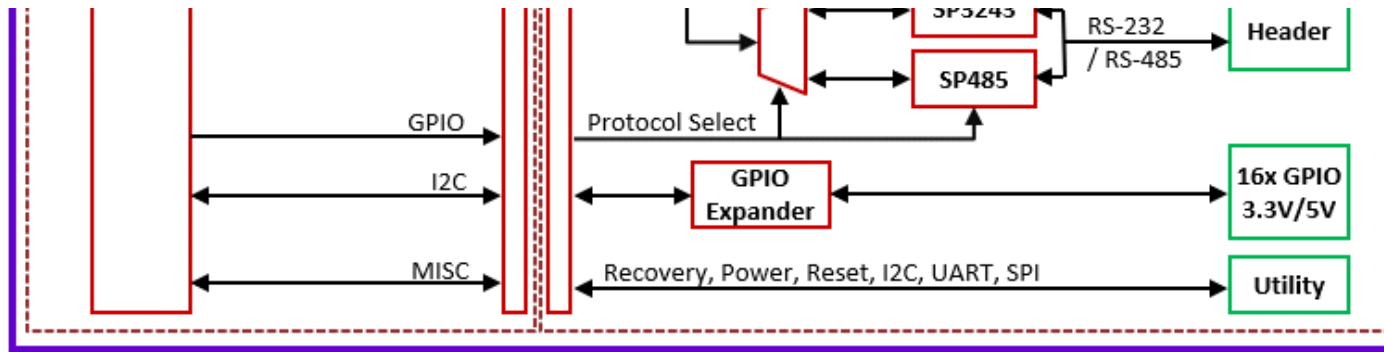 SP3243
RS-232
/ RS-485
Header
SP485
GPIO
Protocol Select
I2C
GPIO
Expander
16x GPIO
3.3V/5V
MISC
Recovery, Power, Reset, I2C, UART, SPI
Utility